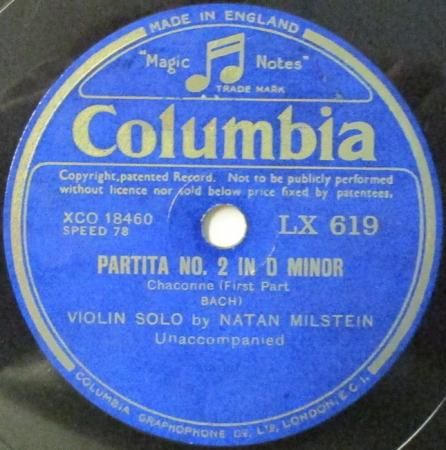 MADE IN ENGLAND
"Magic Notes"
TRADE MARK
Columbia
Copyright, patented Record. Not to be publicly performed
without licence nor sold below price fixed by patentees.
XCO 18460 LX 619
SPEED 78
PARTITA NO. 2 IN D MINOR
Chaconne (First Part
BACH)
VIOLIN SOLO by NATAN MILSTEIN
Unaccompanied
COLUMBIA GRAPHOPHONE Co., LTD., LONDON, E.C.1.